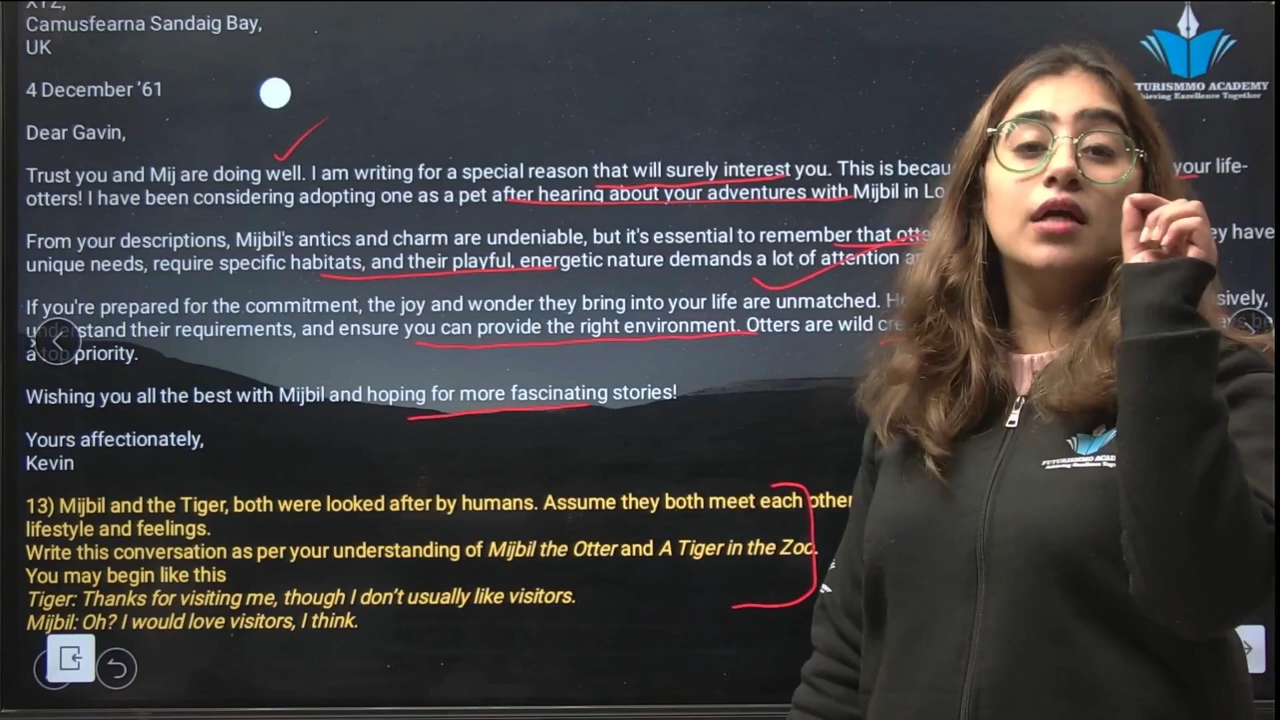 XYZ,
Camusfearna Sandaig Bay,
UK
4 December '61
Dear Gavin,
Trust you and Mij are doing well. I am writing for a special reason that will surely interest you. This is becau your life-
otters! I have been considering adopting one as a pet after hearing about your adventures with Mijbil in Lo
From your descriptions, Mijbil's antics and charm are undeniable, but it's essential to remember that otte ey have
unique needs, require specific habitats, and their playful, energetic nature demands a lot of attention a
If you're prepared for the commitment, the joy and wonder they bring into your life are unmatched. H sively,
understand their requirements, and ensure you can provide the right environment. Otters are wild cre
a top priority.
Wishing you all the best with Mijbil and hoping for more fascinating stories!
Yours affectionately,
Kevin
13) Mijbil and the Tiger, both were looked after by humans. Assume they both meet each other
lifestyle and feelings.
Write this conversation as per your understanding of Mijbil the Otter and A Tiger in the Zoo.
You may begin like this
Tiger: Thanks for visiting me, though I don't usually like visitors.
Mijbil: Oh? I would love visitors, I think.
TURISMMO ACADEMY
hieving Excellence Together
FUTURISMMO ACAD